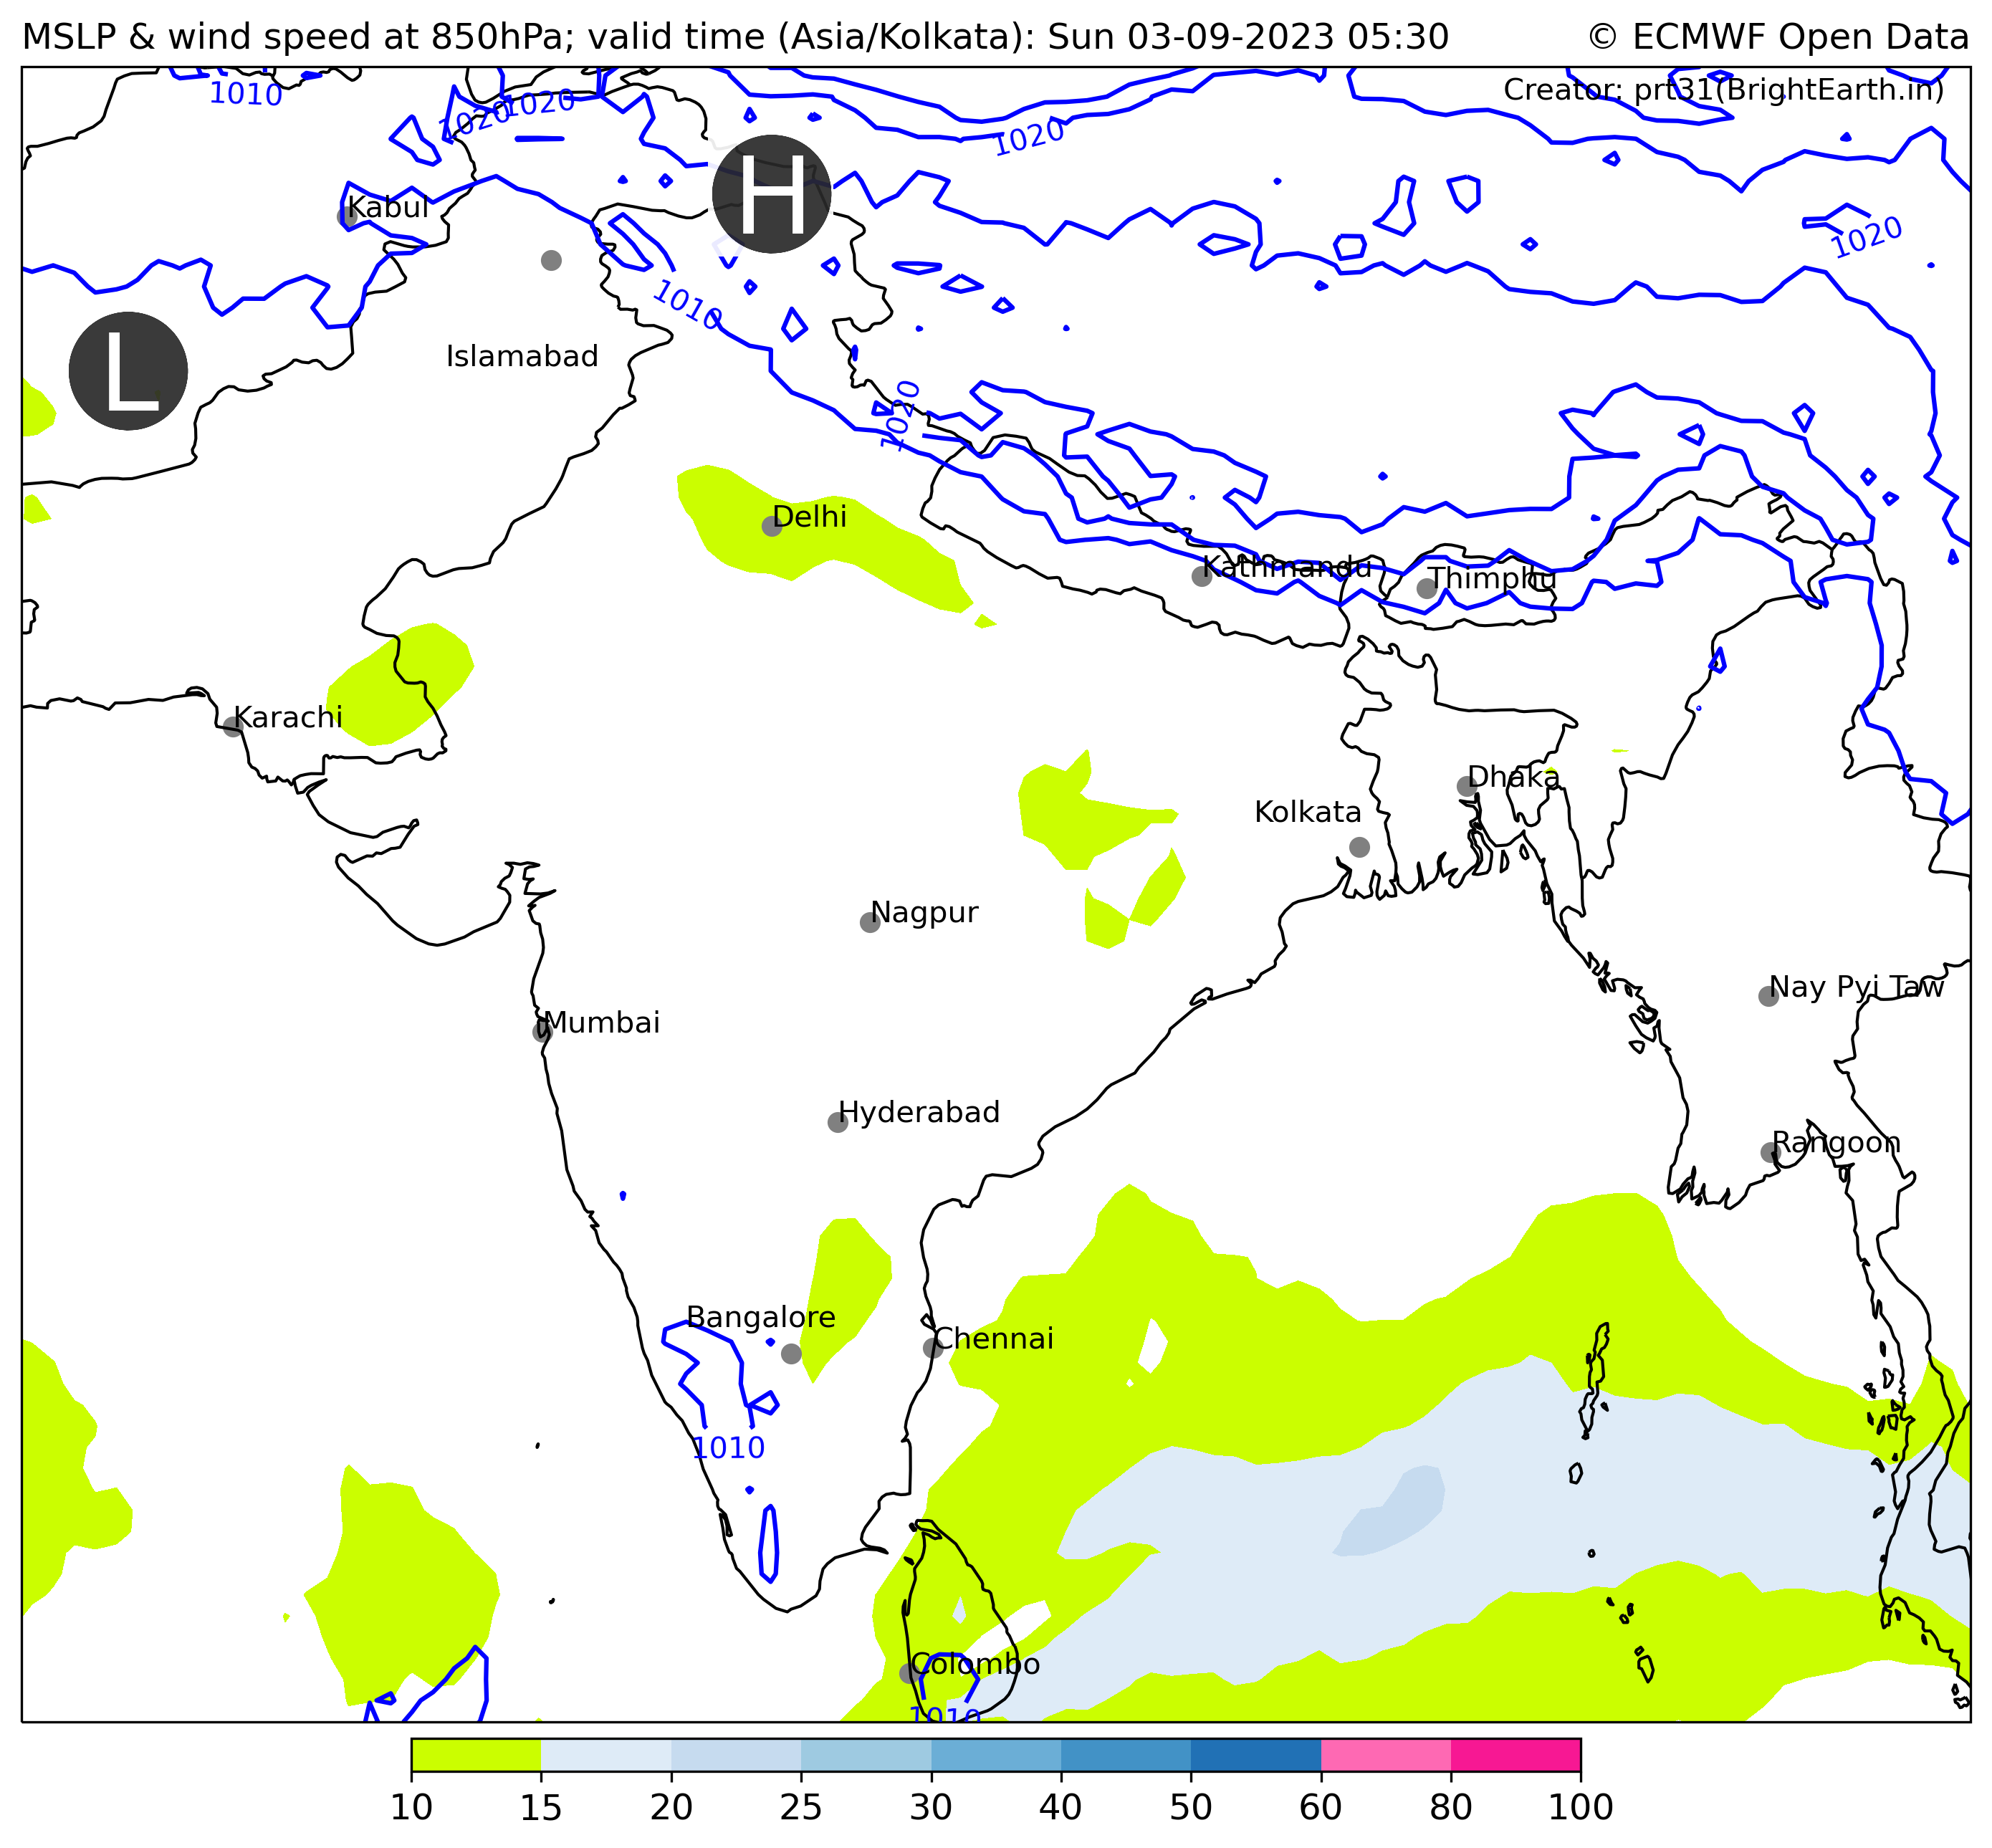 MSLP & wind speed at 850hPa; valid time (Asia/Kolkata): Sun 03-09-2023 05:30
© ECMWF Open Data
Creator: prt31(BrightEarth.in)
1010
1020
1020
1020
H
Kabul
1020
1010
L
Islamabad
1020
Delhi
Kathmandu
Thimphu
Karachi
Dhaka
Kolkata
Nagpur
Nay Pyi Taw
Mumbai
Hyderabad
Rangoon
Bangalore
Chennai
1010
Colombo
1010
10 15 20 25 30 40 50 60 80 100